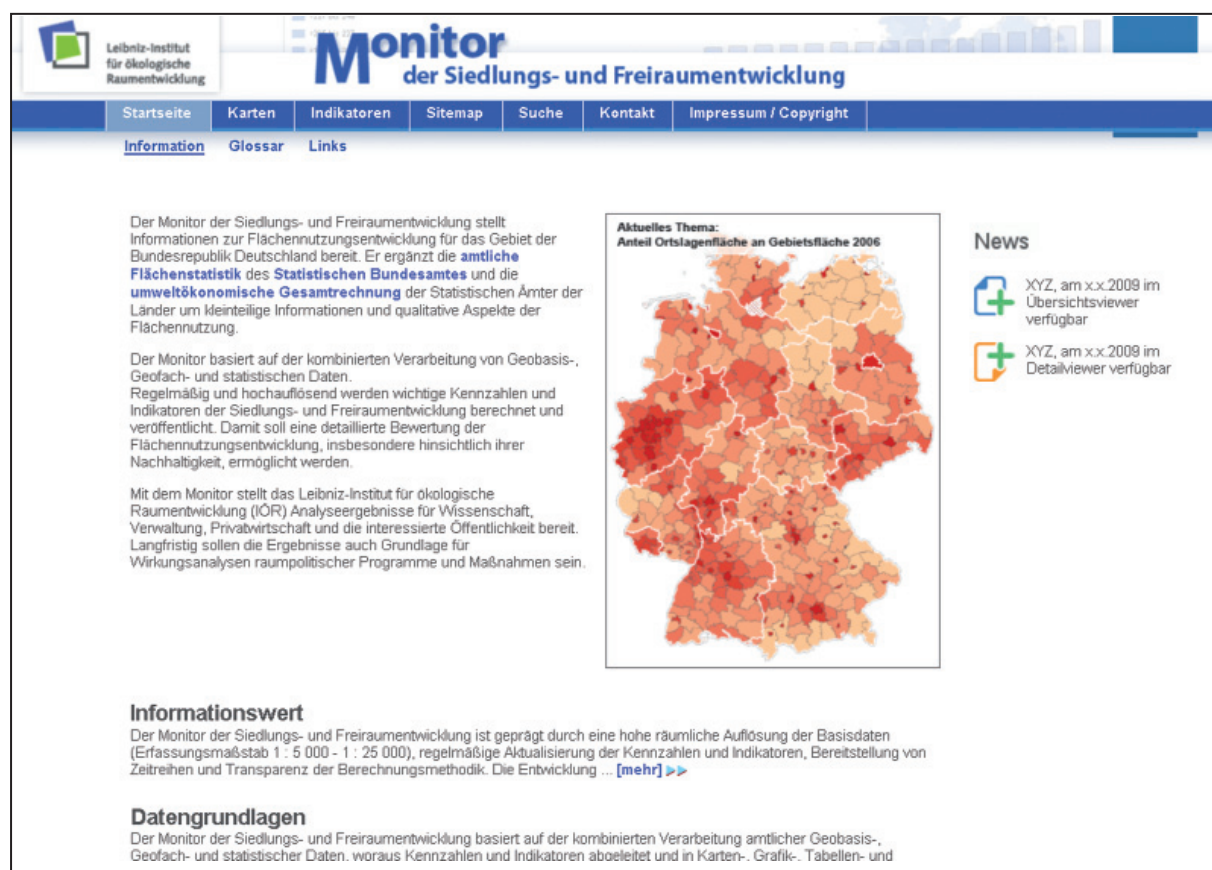 Leibniz-Institut
für ökologische
Raumentwicklung
Monitor
der Siedlungs- und Freiraumentwicklung
Startseite Karten Indikatoren Sitemap Suche Kontakt Impressum / Copyright
Information Glossar Links
Der Monitor der Siedlungs- und Freiraumentwicklung stellt
Informationen zur Flächennutzungsentwicklung für das Gebiet der
Bundesrepublik Deutschland bereit. Er ergänzt die amtliche
Flächenstatistik des Statistischen Bundesamtes und die
umweltökonomische Gesamtrechnung der Statistischen Ämter der
Länder um kleinteilige Informationen und qualitative Aspekte der
Flächennutzung.
Der Monitor basiert auf der kombinierten Verarbeitung von Geobasis-,
Geofach- und statistischen Daten.
Regelmäßig und hochauflösend werden wichtige Kennzahlen und
Indikatoren der Siedlungs- und Freiraumentwicklung berechnet und
veröffentlicht. Damit soll eine detaillierte Bewertung der
Flächennutzungsentwicklung, insbesondere hinsichtlich ihrer
Nachhaltigkeit, ermöglicht werden.
Mit dem Monitor stellt das Leibniz-Institut für ökologische
Raumentwicklung (IÖR) Analyseergebnisse für Wissenschaft,
Verwaltung, Privatwirtschaft und die interessierte Öffentlichkeit bereit.
Langfristig sollen die Ergebnisse auch Grundlage für
Wirkungsanalysen raumpolitischer Programme und Maßnahmen sein.
Aktuelles Thema:
Anteil Ortslagenfläche an Gebietsfläche 2006
News
XYZ, am x.x.2009 im
Übersichtsviewer
verfügbar
XYZ, am x.x.2009 im
Detailviewer verfügbar
Informationswert
Der Monitor der Siedlungs- und Freiraumentwicklung ist geprägt durch eine hohe räumliche Auflösung der Basisdaten
(Erfassungsmaßstab 1 : 5 000 - 1 : 25 000), regelmäßige Aktualisierung der Kennzahlen und Indikatoren, Bereitstellung von
Zeitreihen und Transparenz der Berechnungsmethodik. Die Entwicklung ... [mehr]
Datengrundlagen
Der Monitor der Siedlungs- und Freiraumentwicklung basiert auf der kombinierten Verarbeitung amtlicher Geobasis-,
Geofach- und statistischer Daten, woraus Kennzahlen und Indikatoren abgeleitet und in Karten-, Grafik-, Tabellen- und